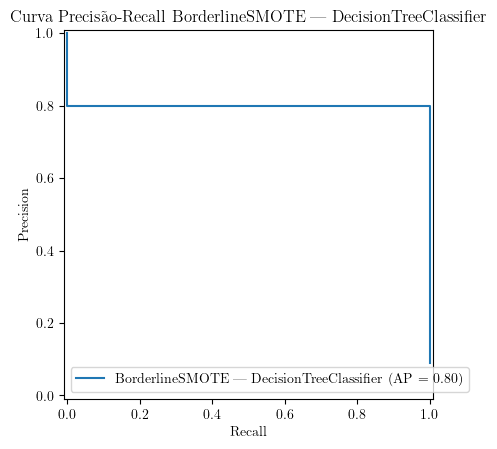 Curva Precisão-Recall BorderlineSMOTE — DecisionTreeClassifier
1.0
0.8
0.6
0.4
0.2
0.0
Precision
BorderlineSMOTE — DecisionTreeClassifier (AP = 0.80)
0.0 0.2 0.4 0.6 0.8 1.0
Recall